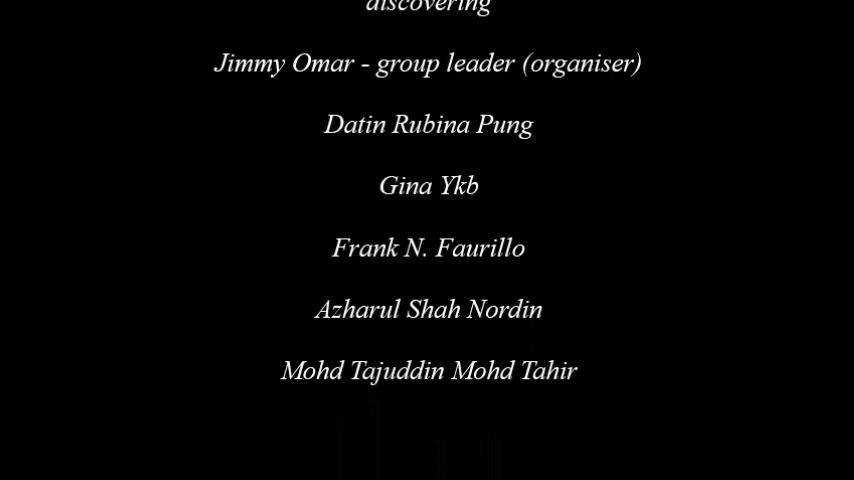 discovering
Jimmy Omar - group leader (organiser)
Datin Rubina Pung
Gina Ykb
Frank N. Faurillo
Azharul Shah Nordin
Mohd Tajuddin Mohd Tahir